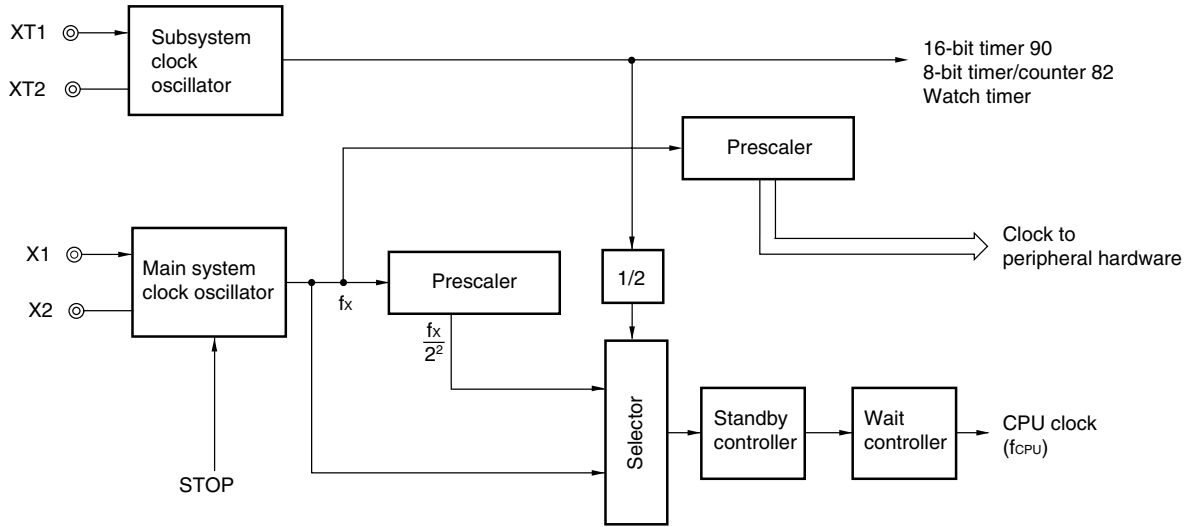 XT1
XT2
Subsystem
clock
oscillator
16-bit timer 90
8-bit timer/counter 82
Watch timer
Prescaler
X1
X2
Main system
clock oscillator
fX
Prescaler
fX
2²
1/2
Clock to
peripheral hardware
Selector
Standby
controller
Wait
controller
CPU clock
(fCPU)
STOP